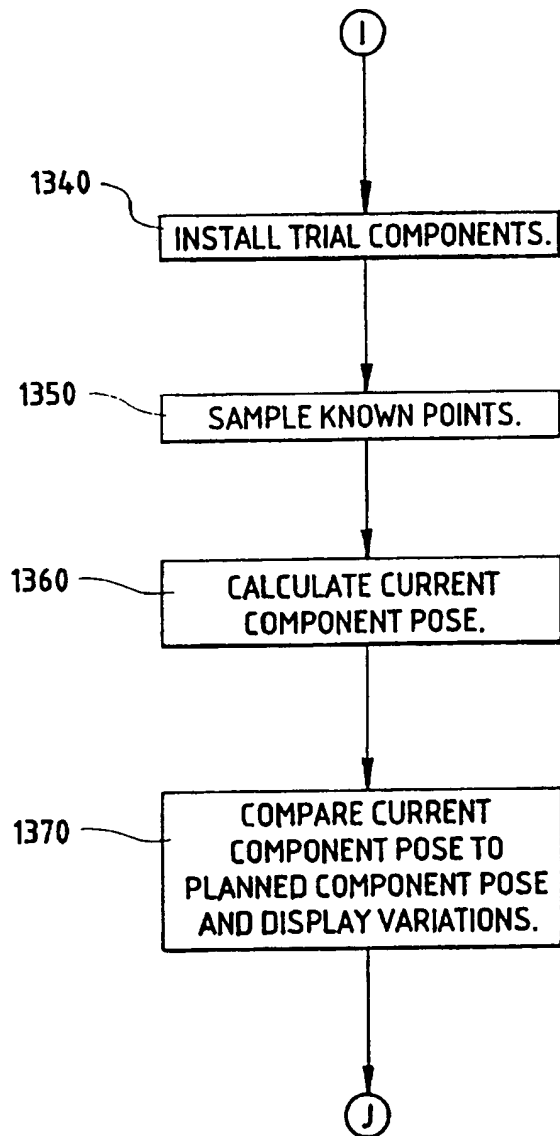 I
1340
INSTALL TRIAL COMPONENTS.
1350
SAMPLE KNOWN POINTS.
1360
CALCULATE CURRENT
COMPONENT POSE.
1370
COMPARE CURRENT
COMPONENT POSE TO
PLANNED COMPONENT POSE
AND DISPLAY VARIATIONS.
J